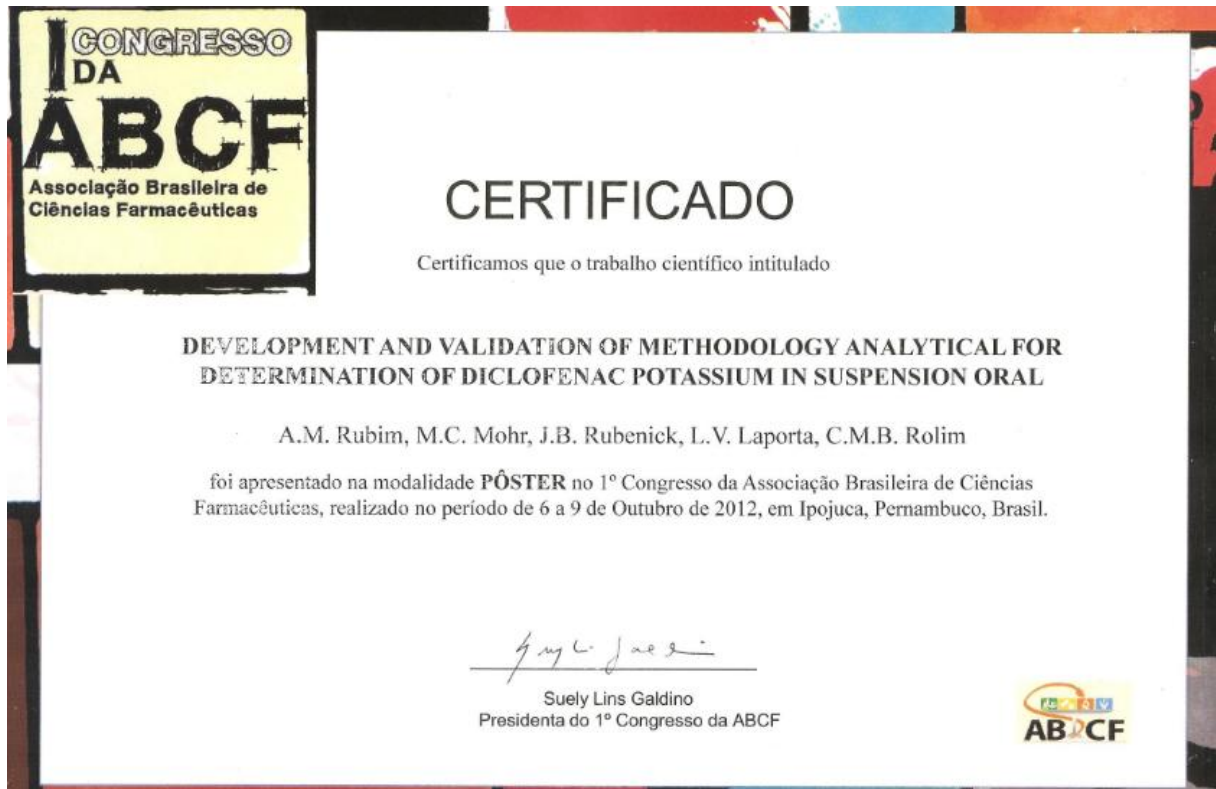 I CONGRESSO
DA
ABCF
Associação Brasileira de
Ciências Farmacêuticas
CERTIFICADO
Certificamos que o trabalho científico intitulado
DEVELOPMENT AND VALIDATION OF METHODOLOGY ANALYTICAL FOR
DETERMINATION OF DICLOFENAC POTASSIUM IN SUSPENSION ORAL
A.M. Rubim, M.C. Mohr, J.B. Rubenick, L.V. Laporta, C.M.B. Rolim
foi apresentado na modalidade PÔSTER no 1º Congresso da Associação Brasileira de Ciências
Farmacêuticas, realizado no período de 6 a 9 de Outubro de 2012, em Ipojuca, Pernambuco, Brasil.
Suely Lins Galdino
Presidenta do 1º Congresso da ABCF
ABCF